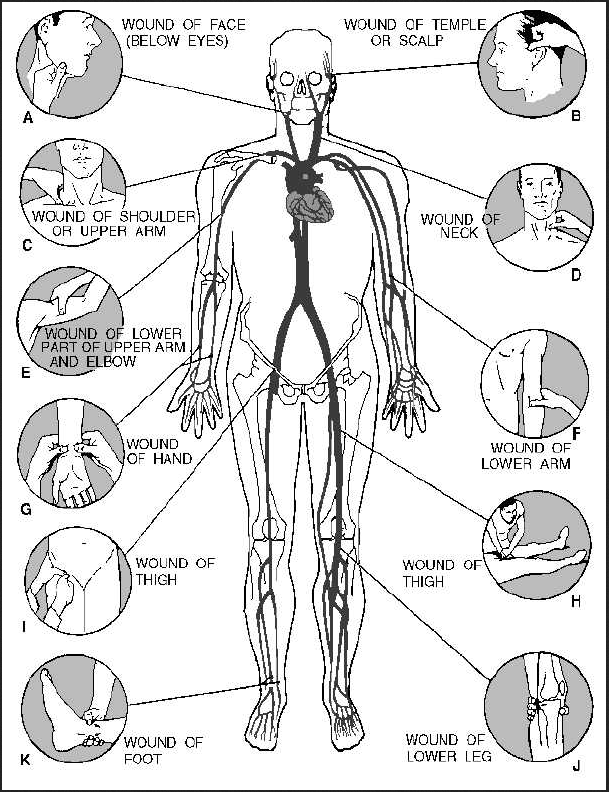 WOUND OF FACE
(BELOW EYES)
A
WOUND OF TEMPLE
OR SCALP
B
WOUND OF SHOULDER
OR UPPER ARM
C
WOUND OF
NECK
D
WOUND OF LOWER
PART OF UPPER ARM
AND ELBOW
E
F
WOUND OF
LOWER ARM
WOUND
OF HAND
G
WOUND OF
THIGH
H
WOUND OF
THIGH
I
WOUND OF
LOWER LEG
J
WOUND OF
FOOT
K